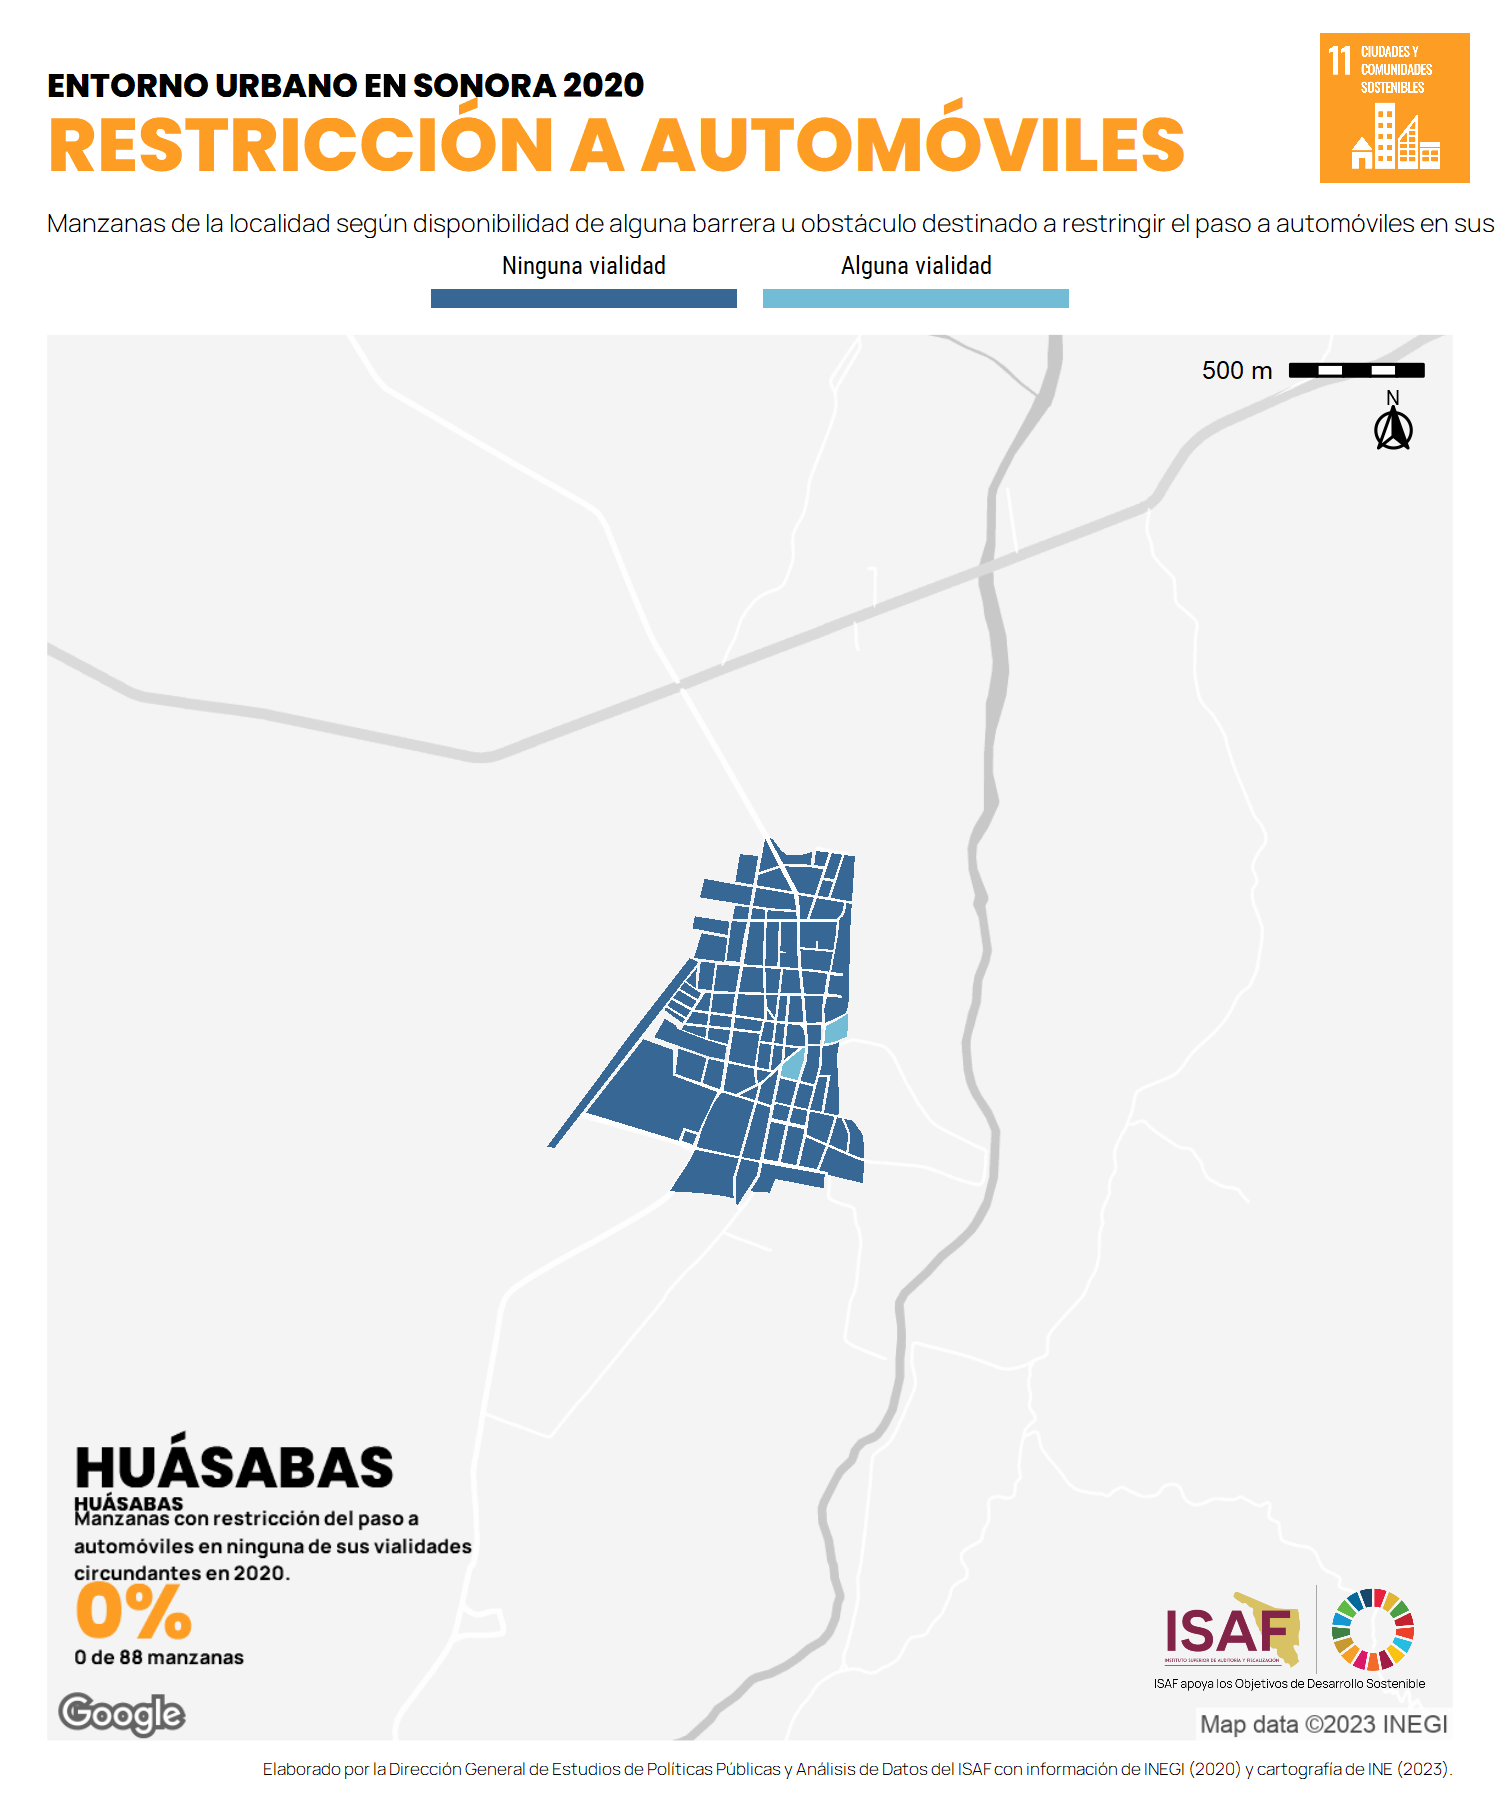 ENTORNO URBANO EN SONORA 2020
RESTRICCIÓN A AUTOMÓVILES
11 CIUDADES Y
COMUNIDADES
SOSTENIBLES
Manzanas de la localidad según disponibilidad de alguna barrera u obstáculo destinado a restringir el paso a automóviles en sus
Ninguna vialidad
Alguna vialidad
500 m
N
HUÁSABAS
HUÁSABAS
Manzanas con restricción del paso a
automóviles en ninguna de sus vialidades
circundantes en 2020.
0%
0 de 88 manzanas
ISAF
INSTITUTO SUPERIOR DE AUDITORÍA Y FISCALIZACIÓN
ISAF apoya los Objetivos de Desarrollo Sostenible
Google
Map data ©2023 INEGI
Elaborado por la Dirección General de Estudios de Políticas Públicas y Análisis de Datos del ISAF con información de INEGI (2020) y cartografía de INE (2023).